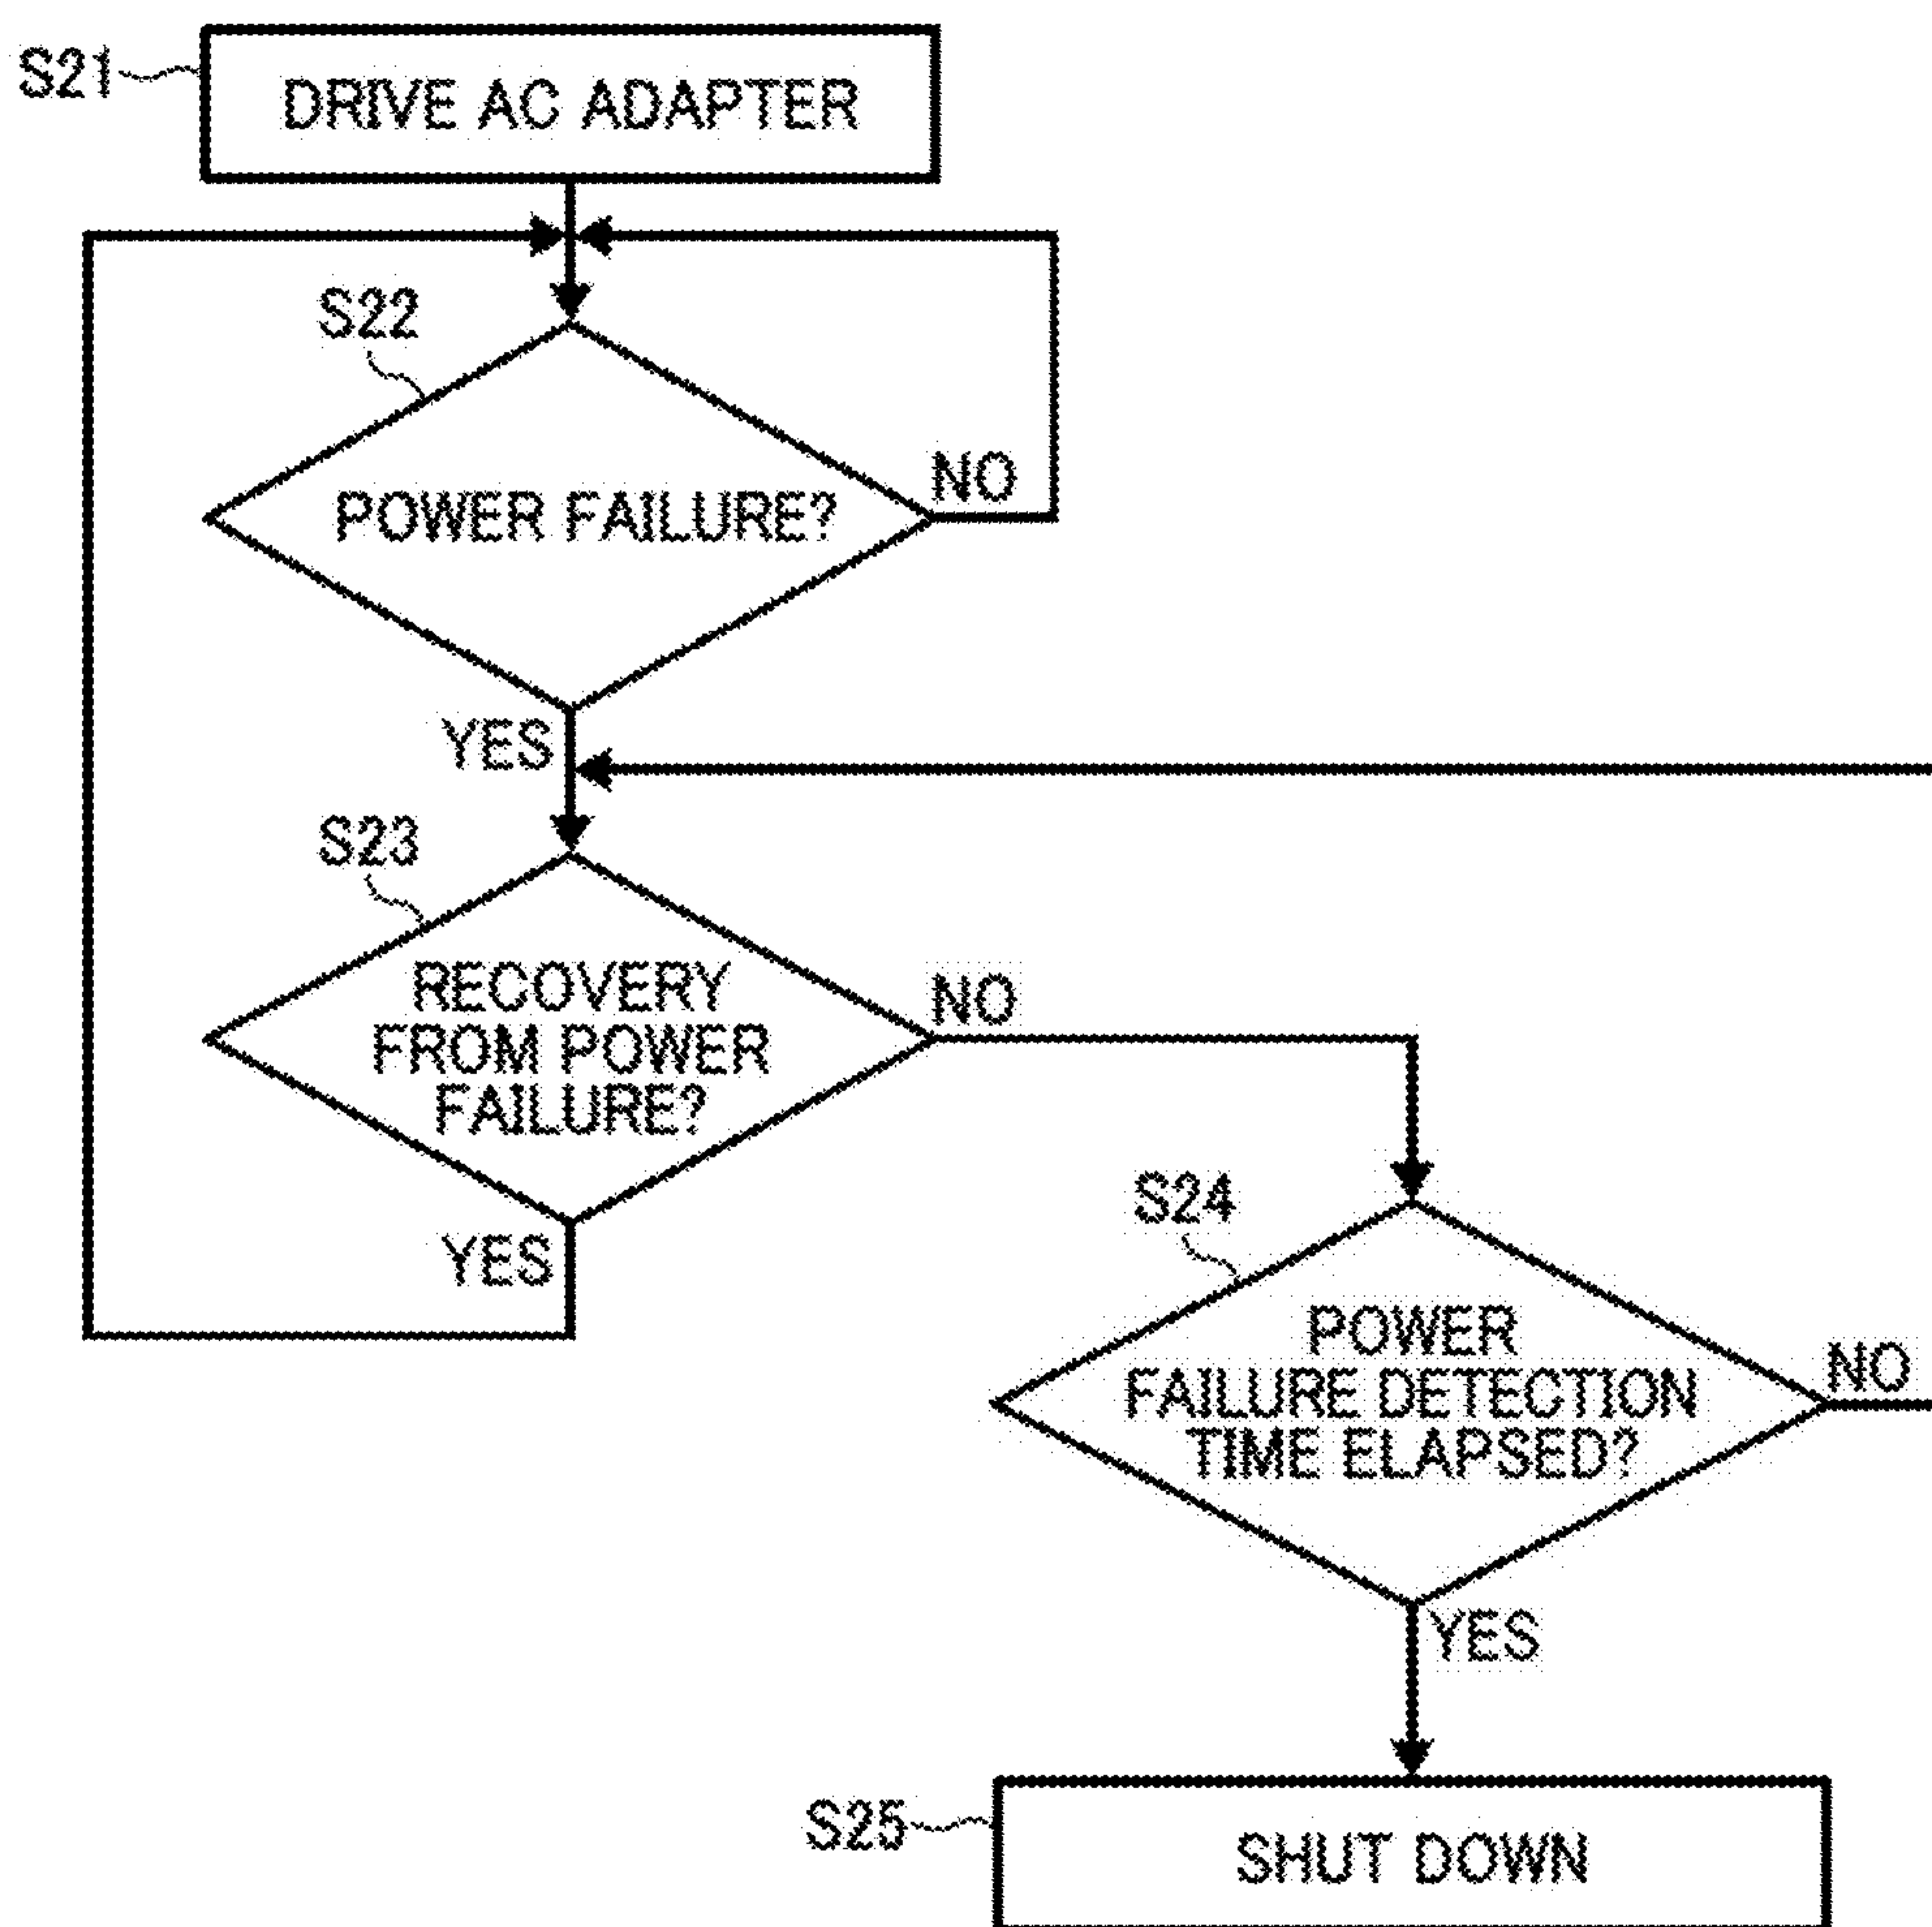 S21
DRIVE AC ADAPTER
S22
POWER FAILURE?
NO
YES
S23
RECOVERY
FROM POWER
FAILURE?
NO
YES
S24
POWER
FAILURE DETECTION
TIME ELAPSED?
NO
YES
S25
SHUT DOWN